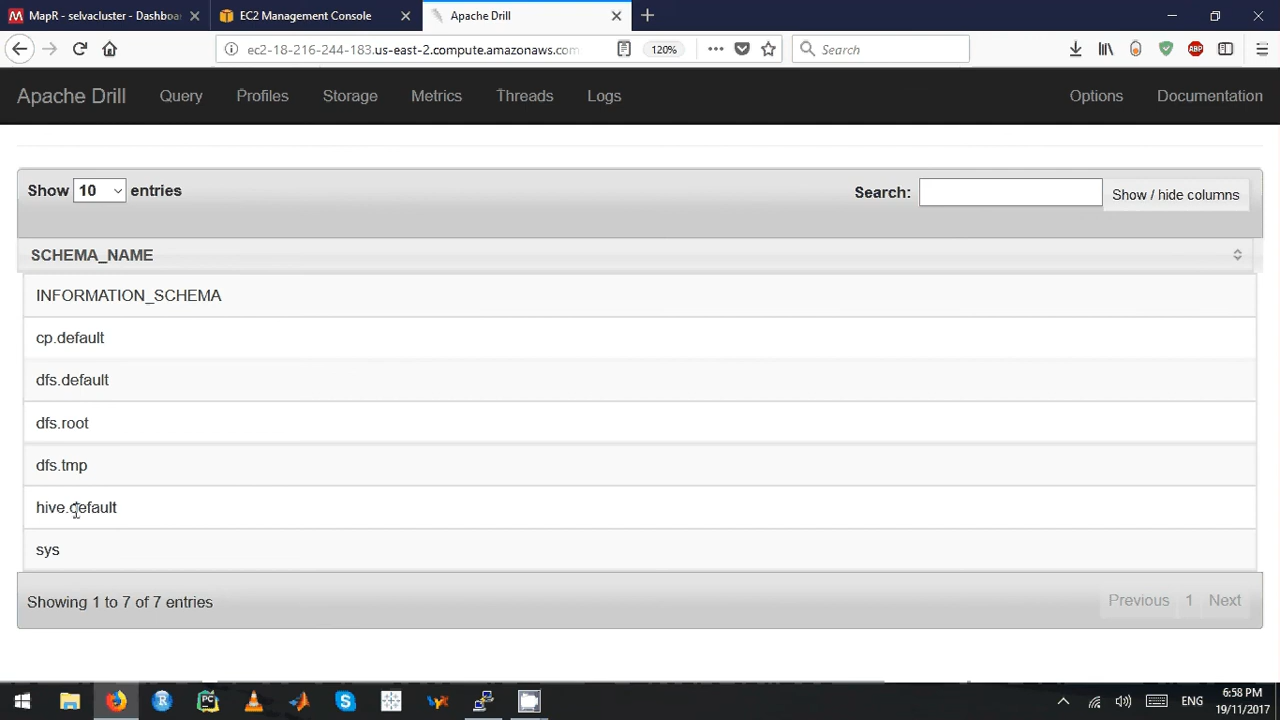 MapR - selvacluster - Dashboa
EC2 Management Console
Apache Drill
ec2-18-216-244-183.us-east-2.compute.amazonaws.com
120%
Search
ABP
Apache Drill Query Profiles Storage Metrics Threads Logs Options Documentation
Show 10 entries Search: Show / hide columns
SCHEMA_NAME
INFORMATION_SCHEMA
cp.default
dfs.default
dfs.root
dfs.tmp
hive.default
sys
Showing 1 to 7 of 7 entries Previous 1 Next
ENG
6:58 PM
19/11/2017